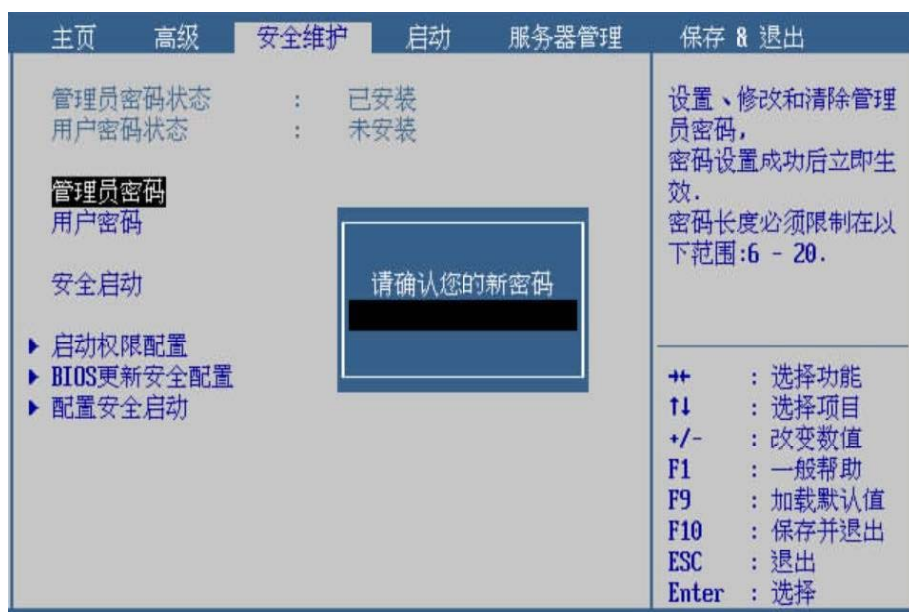 主页 高级 安全维护 启动 服务器管理 保存 & 退出
管理员密码状态 : 已安装
用户密码状态 : 未安装
管理员密码
用户密码
安全启动
▶ 启动权限配置
▶ BIOS更新安全配置
▶ 配置安全启动
请确认您的新密码
设置、修改和清除管理
员密码,
密码设置成功后立即生
效.
密码长度必须限制在以
下范围:6 - 20.
→← : 选择功能
↑↓ : 选择项目
+/- : 改变数值
F1 : 一般帮助
F9 : 加载默认值
F10 : 保存并退出
ESC : 退出
Enter : 选择